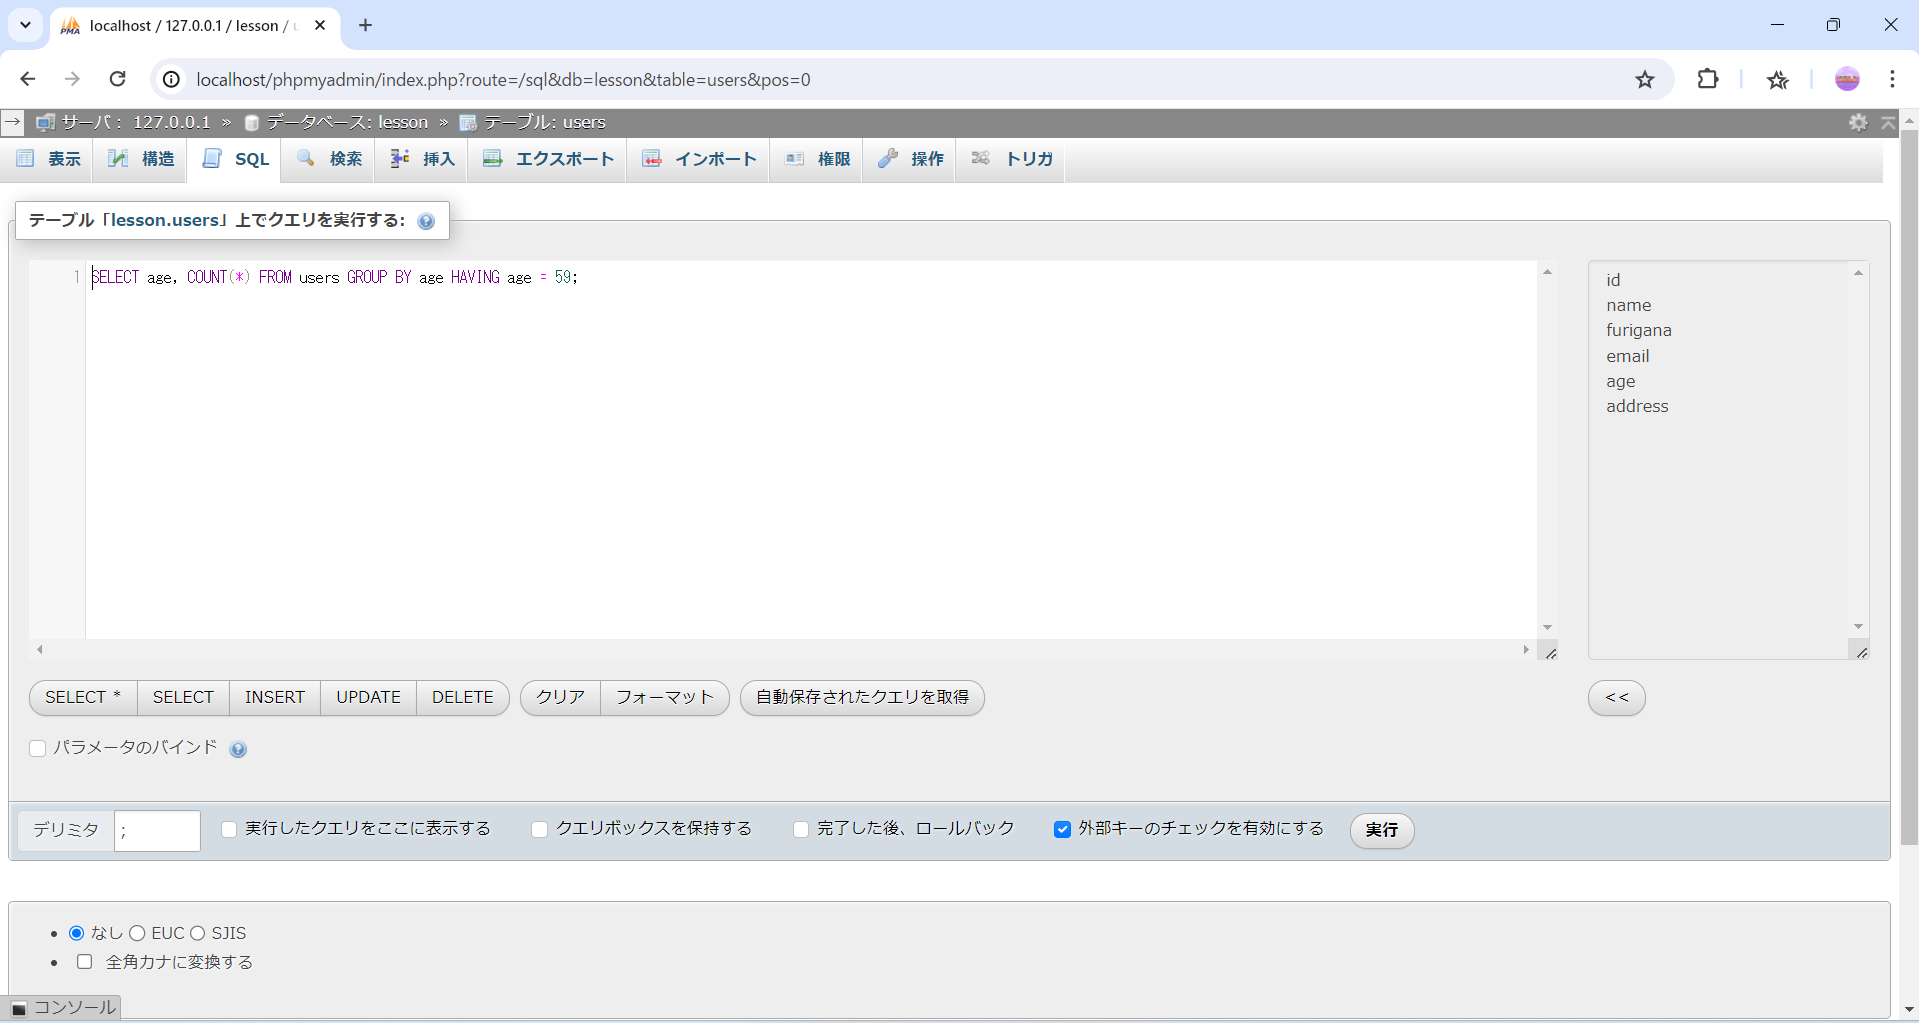 localhost / 127.0.0.1 / lesson /
localhost/phpmyadmin/index.php?route=/sql&db=lesson&table=users&pos=0
サーバ： 127.0.0.1 » データベース: lesson » テーブル: users
表示 構造 SQL 検索 挿入 エクスポート インポート 権限 操作 トリガ
テーブル「lesson.users」上でクエリを実行する:
1 SELECT age, COUNT(*) FROM users GROUP BY age HAVING age = 59;
id
name
furigana
email
age
address
SELECT * SELECT INSERT UPDATE DELETE クリア フォーマット 自動保存されたクエリを取得 <<
パラメータのバインド
デリミタ ; 実行したクエリをここに表示する クエリボックスを保持する 完了した後、ロールバック 外部キーのチェックを有効にする 実行
なし EUC SJIS
全角カナに変換する
コンソール